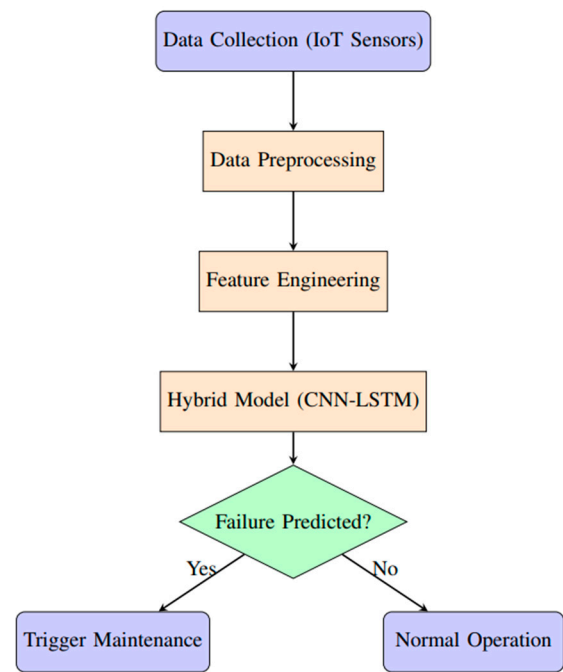 Data Collection (IoT Sensors)
Data Preprocessing
Feature Engineering
Hybrid Model (CNN-LSTM)
Failure Predicted?
Yes
No
Trigger Maintenance
Normal Operation